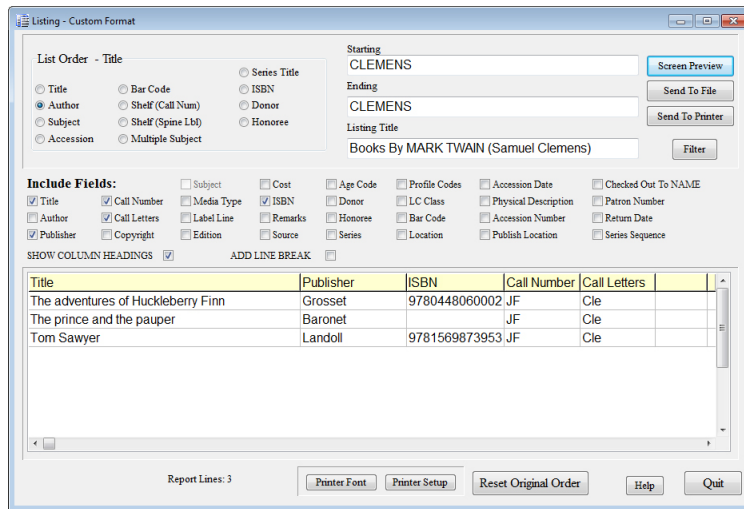 Listing - Custom Format
List Order - Title
Series Title
Title Bar Code ISBN
Author Shelf (Call Num) Donor
Subject Shelf (Spine Lbl) Honoree
Accession Multiple Subject
Starting
CLEMENS
Ending
CLEMENS
Listing Title
Books By MARK TWAIN (Samuel Clemens)
Screen Preview
Send To File
Send To Printer
Filter
Include Fields: Subject Cost Age Code Profile Codes Accession Date Checked Out To NAME
Title Call Number Media Type ISBN Donor LC Class Physical Description Patron Number
Author Call Letters Label Line Remarks Honoree Bar Code Accession Number Return Date
Publisher Copyright Edition Source Series Location Publish Location Series Sequence
SHOW COLUMN HEADINGS ADD LINE BREAK
Title Publisher ISBN Call Number Call Letters
The adventures of Huckleberry Finn Grosset 9780448060002 JF Cle
The prince and the pauper Baronet JF Cle
Tom Sawyer Landoll 9781569873953 JF Cle
Report Lines: 3 Printer Font Printer Setup Reset Original Order Help Quit